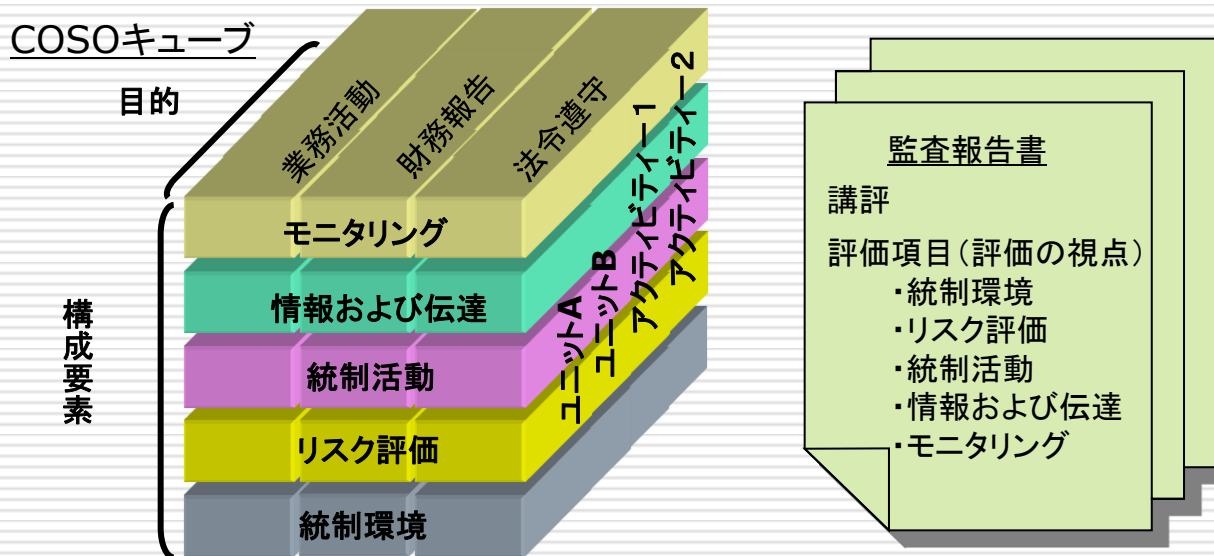 COSOキューブ
目的
業務活動
財務報告
法令遵守
構成要素
モニタリング
情報および伝達
統制活動
リスク評価
統制環境
ユニットA
ユニットB
アクティビティー1
アクティビティー2
監査報告書
講評
評価項目(評価の視点)
・統制環境
・リスク評価
・統制活動
・情報および伝達
・モニタリング